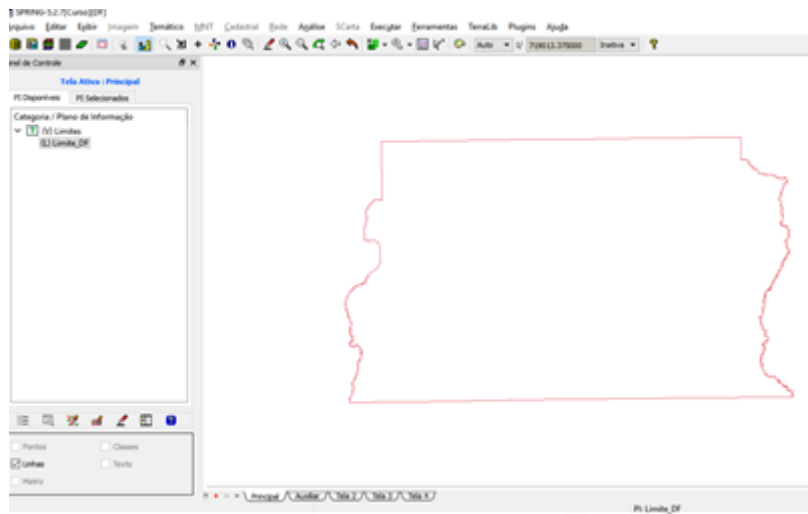 SPRING-5.2.7[Curso][DF]
Arquivo Editar Exibir Imagem Temático MNT Cadastral Rede Análise SCarta Executar Ferramentas TerraLib Plugins Ajuda
Auto 1/ 719013.375000 Inativa
nel de Controle
Tela Ativa : Principal
PI Disponíveis PI Selecionados
Categoria / Plano de Informação
(V) Limites
(L) Limite_DF
Pontos Classes
Linhas Texto
Matriz
Principal Auxiliar Tela 2 Tela 3 Tela 4
PI: Limite_DF